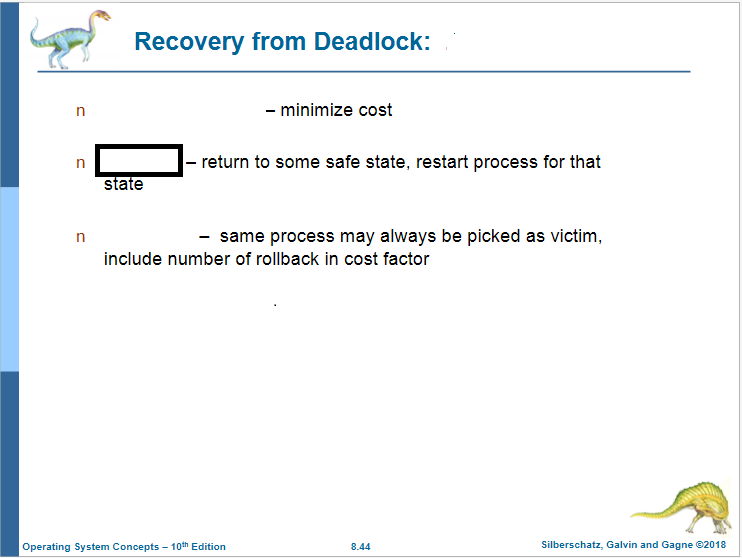 Recovery from Deadlock:
n – minimize cost
n – return to some safe state, restart process for that
state
n – same process may always be picked as victim,
include number of rollback in cost factor
Operating System Concepts – 10th Edition
8.44
Silberschatz, Galvin and Gagne ©2018